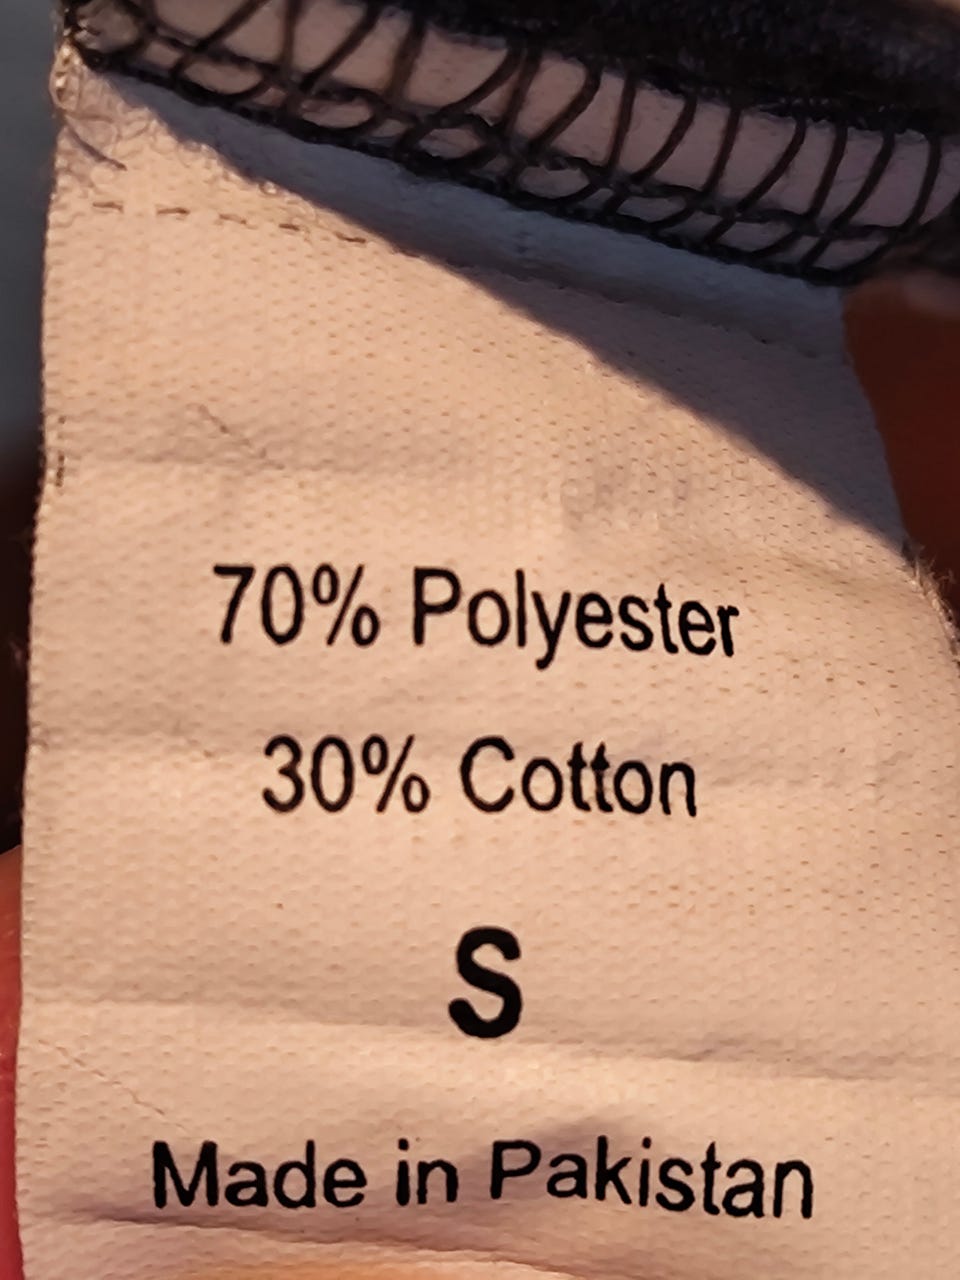 70% Polyester
30% Cotton
S
Made in Pakistan